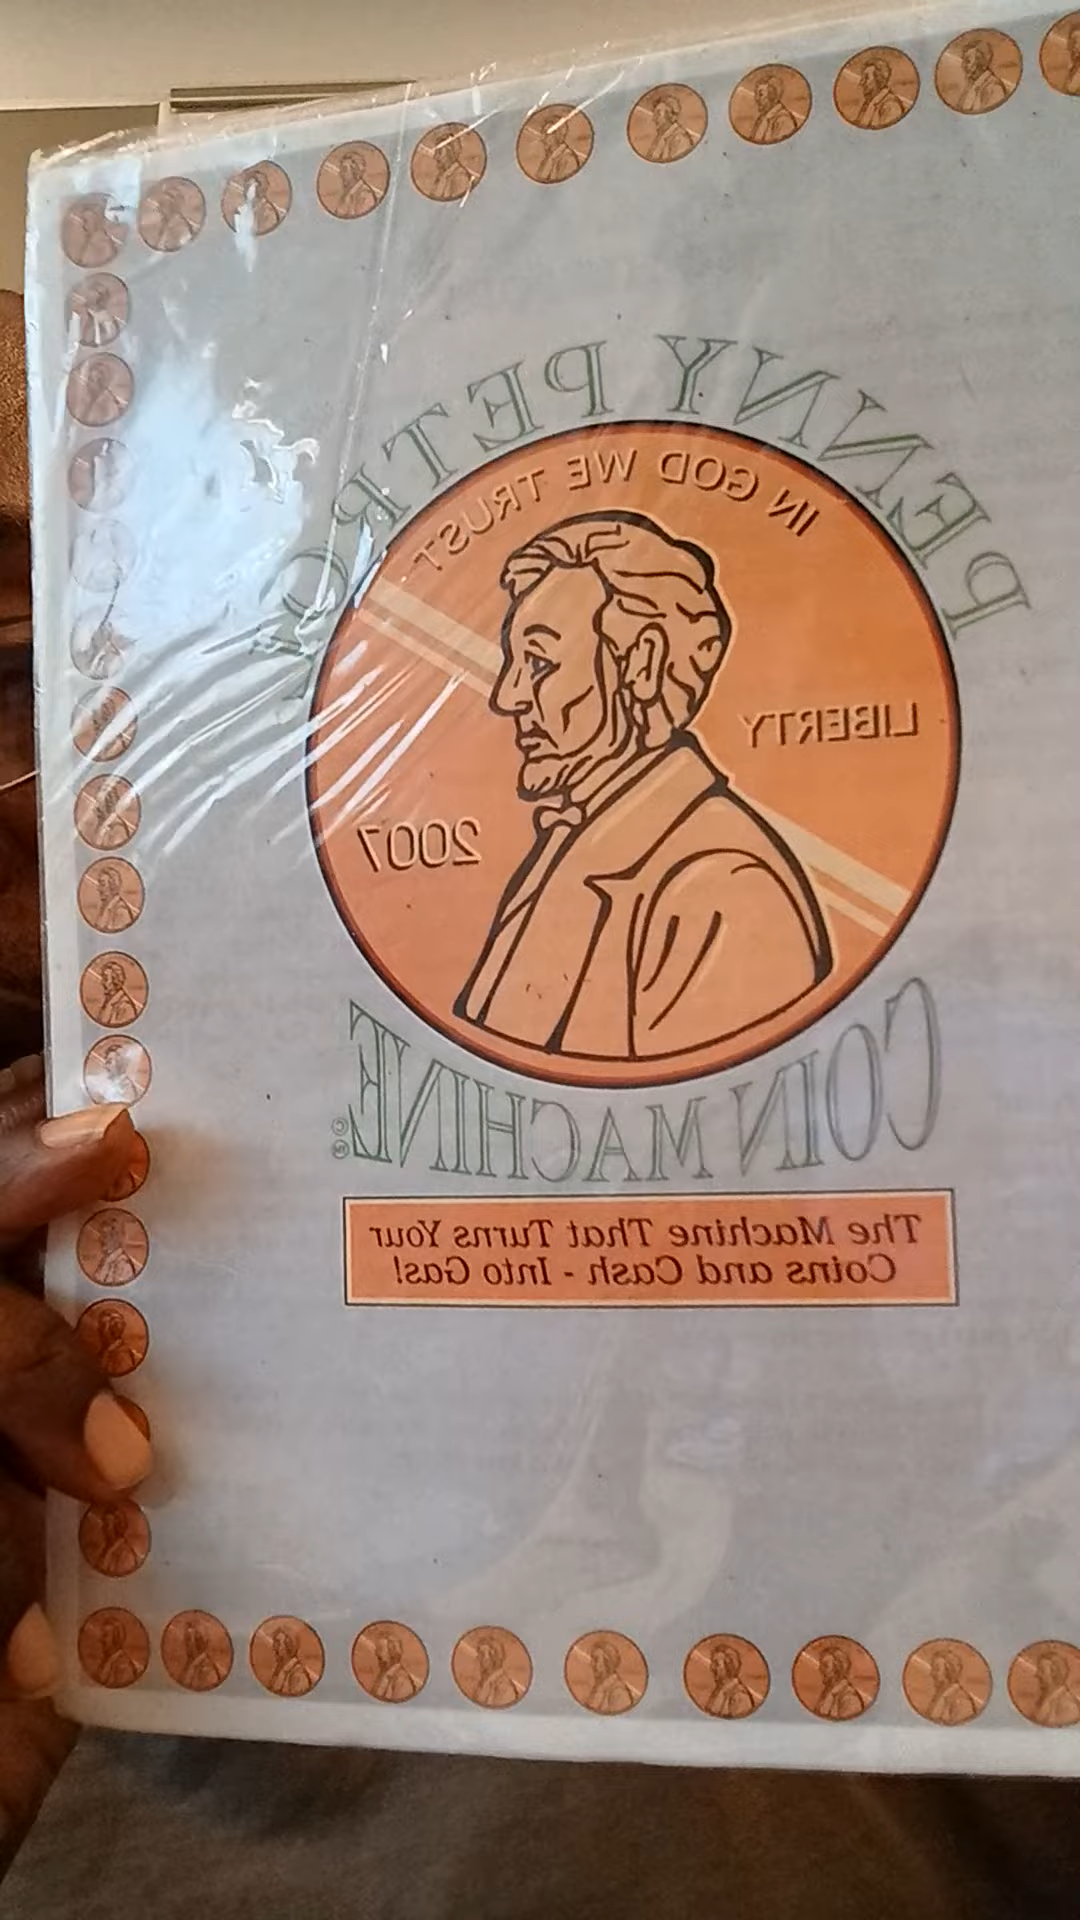 PENNY PETROL
IN GOD WE TRUST
LIBERTY
2007
COIN MACHINE ©
The Machine That Turns Your
Coins and Cash - Into Gas!